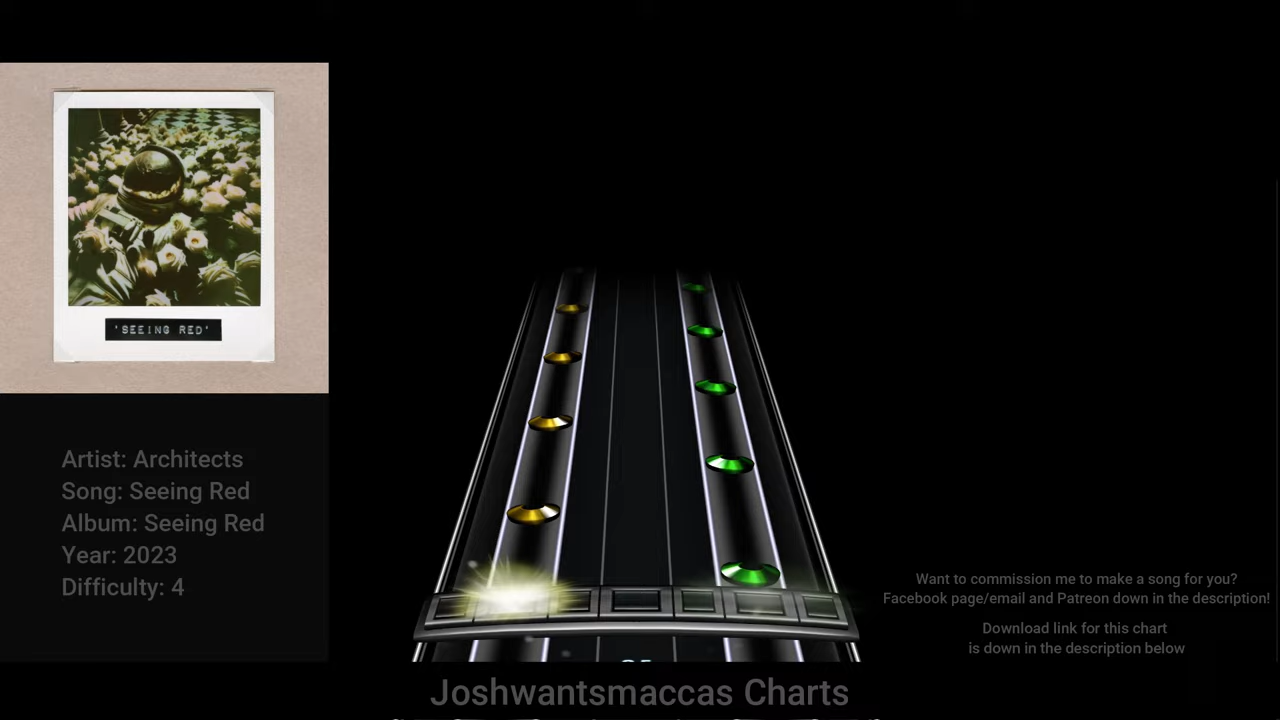 'SEEING RED'
Artist: Architects
Song: Seeing Red
Album: Seeing Red
Year: 2023
Difficulty: 4
Want to commission me to make a song for you?
Facebook page/email and Patreon down in the description!
Download link for this chart
is down in the description below
Joshwantsmaccas Charts